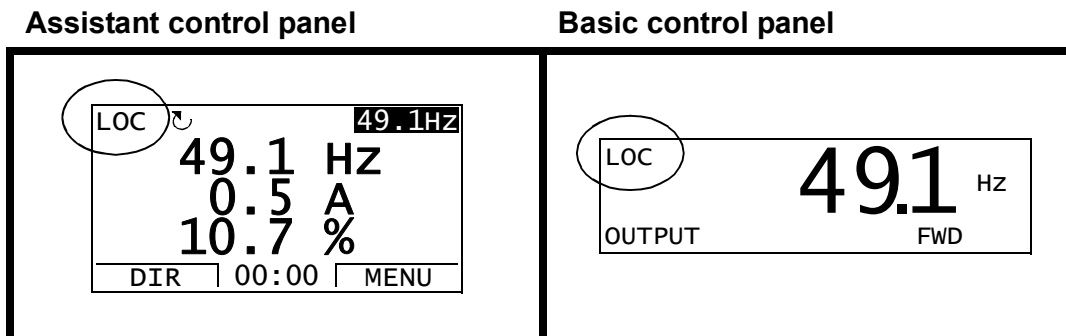 Assistant control panel
Basic control panel
LOC 49.1Hz
49.1 Hz
0.5 A
10.7 %
DIR 00:00 MENU
LOC
49.1 Hz
OUTPUT FWD